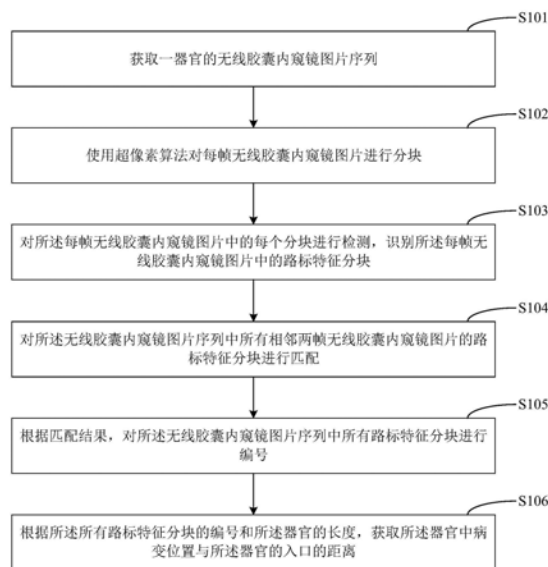 S101
获取一器官的无线胶囊内窥镜图片序列
S102
使用超像素算法对每帧无线胶囊内窥镜图片进行分块
S103
对所述每帧无线胶囊内窥镜图片中的每个分块进行检测，识别所述每帧无
线胶囊内窥镜图片中的路标特征分块
S104
对所述无线胶囊内窥镜图片序列中所有相邻两帧无线胶囊内窥镜图片的路
标特征分块进行匹配
S105
根据匹配结果，对所述无线胶囊内窥镜图片序列中所有路标特征分块进行
编号
S106
根据所述所有路标特征分块的编号和所述器官的长度，获取所述器官中病
变位置与所述器官的入口的距离